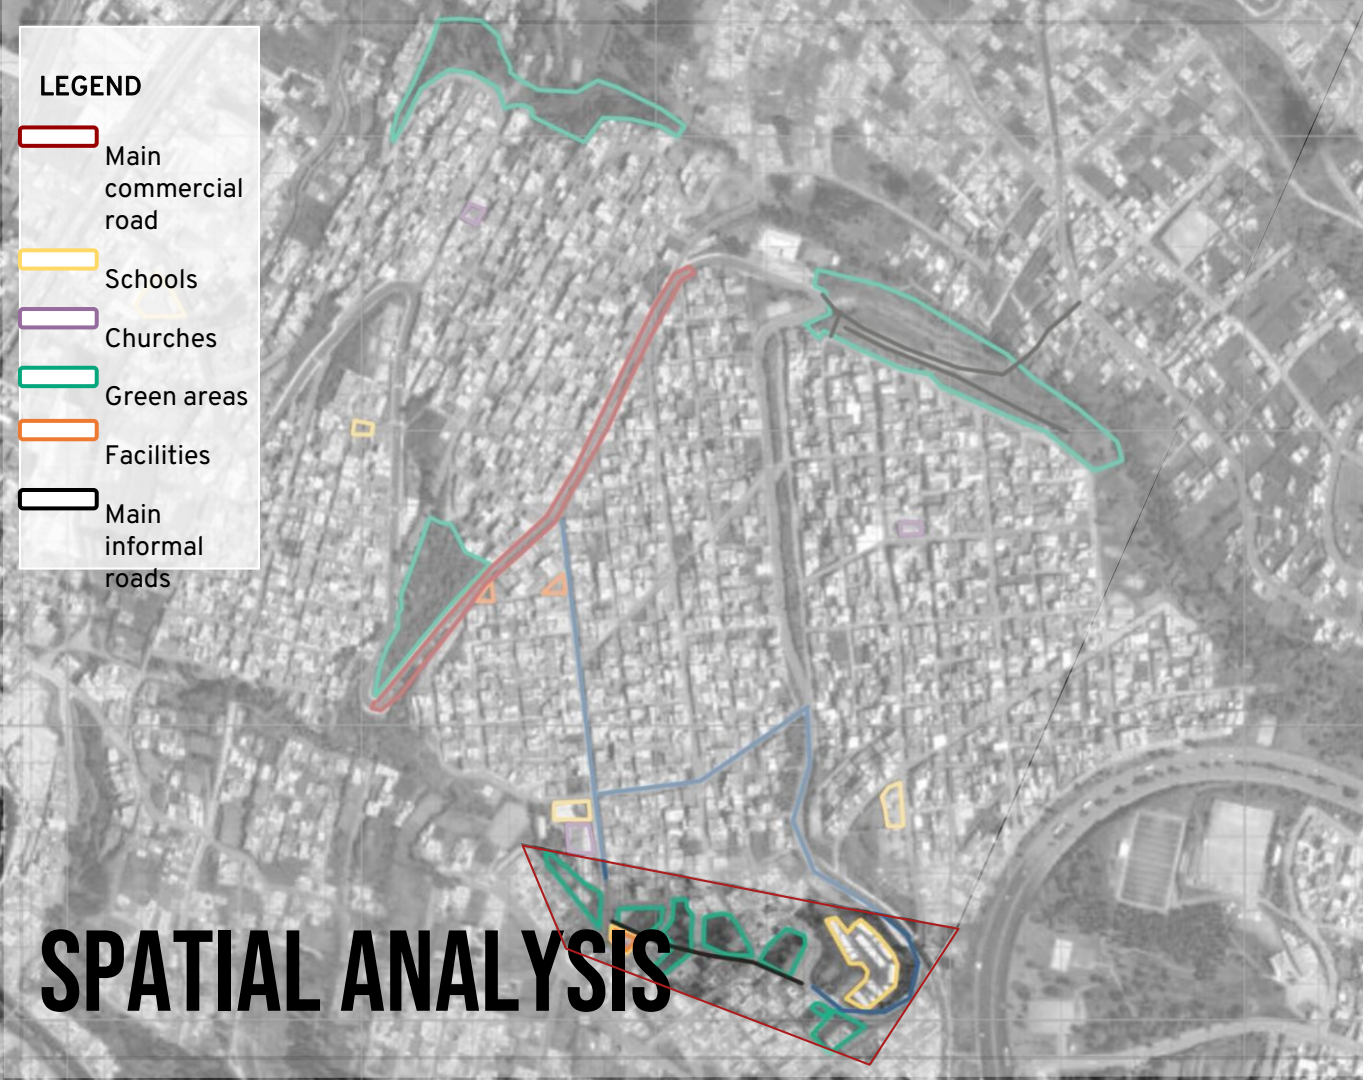 LEGEND
Main
commercial
road
Schools
Churches
Green areas
Facilities
Main
informal
roads
SPATIAL ANALYSIS